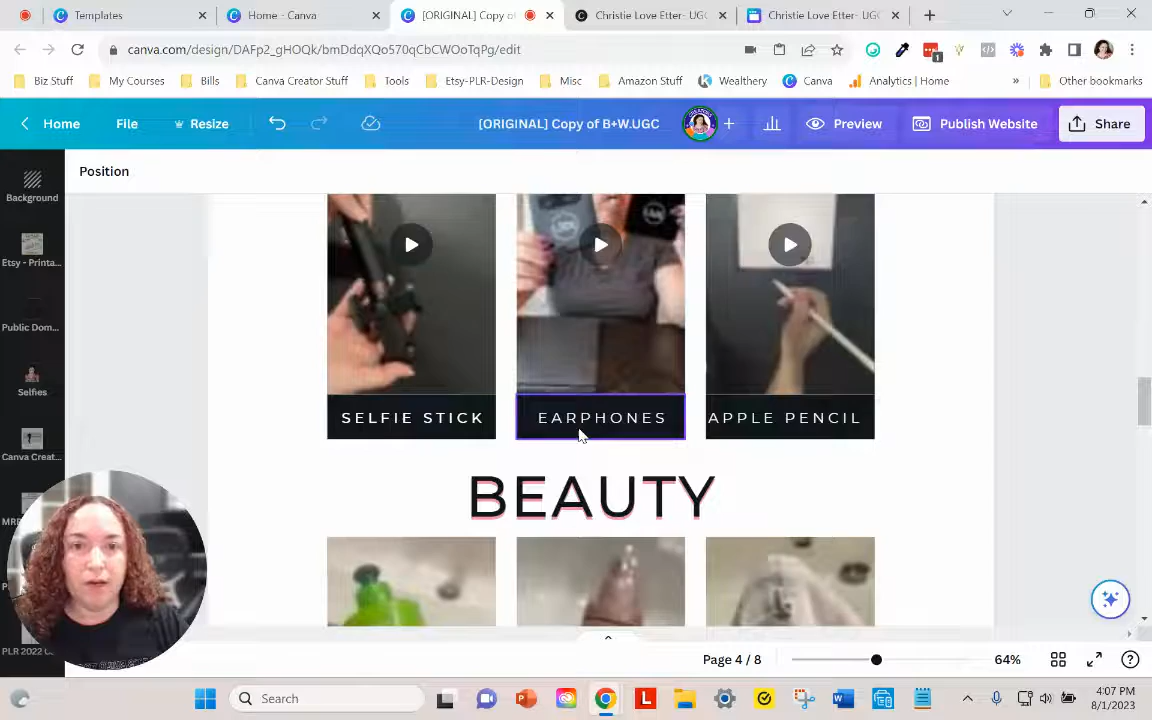 Templates
Home - Canva
[ORIGINAL] Copy of
Christie Love Etter- UG
Christie Love Etter- UG
canva.com/design/DAFp2_gHOQk/bmDdqXQo570qCbCWOoTqPg/edit
1
Biz Stuff
My Courses
Bills
Canva Creator Stuff
Tools
Etsy-PLR-Design
Misc
Amazon Stuff
Wealthery
Canva
Analytics | Home
»
Other bookmarks
Home
File
Resize
[ORIGINAL] Copy of B+W.UGC
Preview
Publish Website
Share
Background
Position
Etsy - Printa...
Public Dom...
Selfies
Canva Creat...
PLR 2022
SELFIE STICK
EARPHONES
APPLE PENCIL
BEAUTY
Page 4 / 8
64%
Search
4:07 PM
8/1/2023